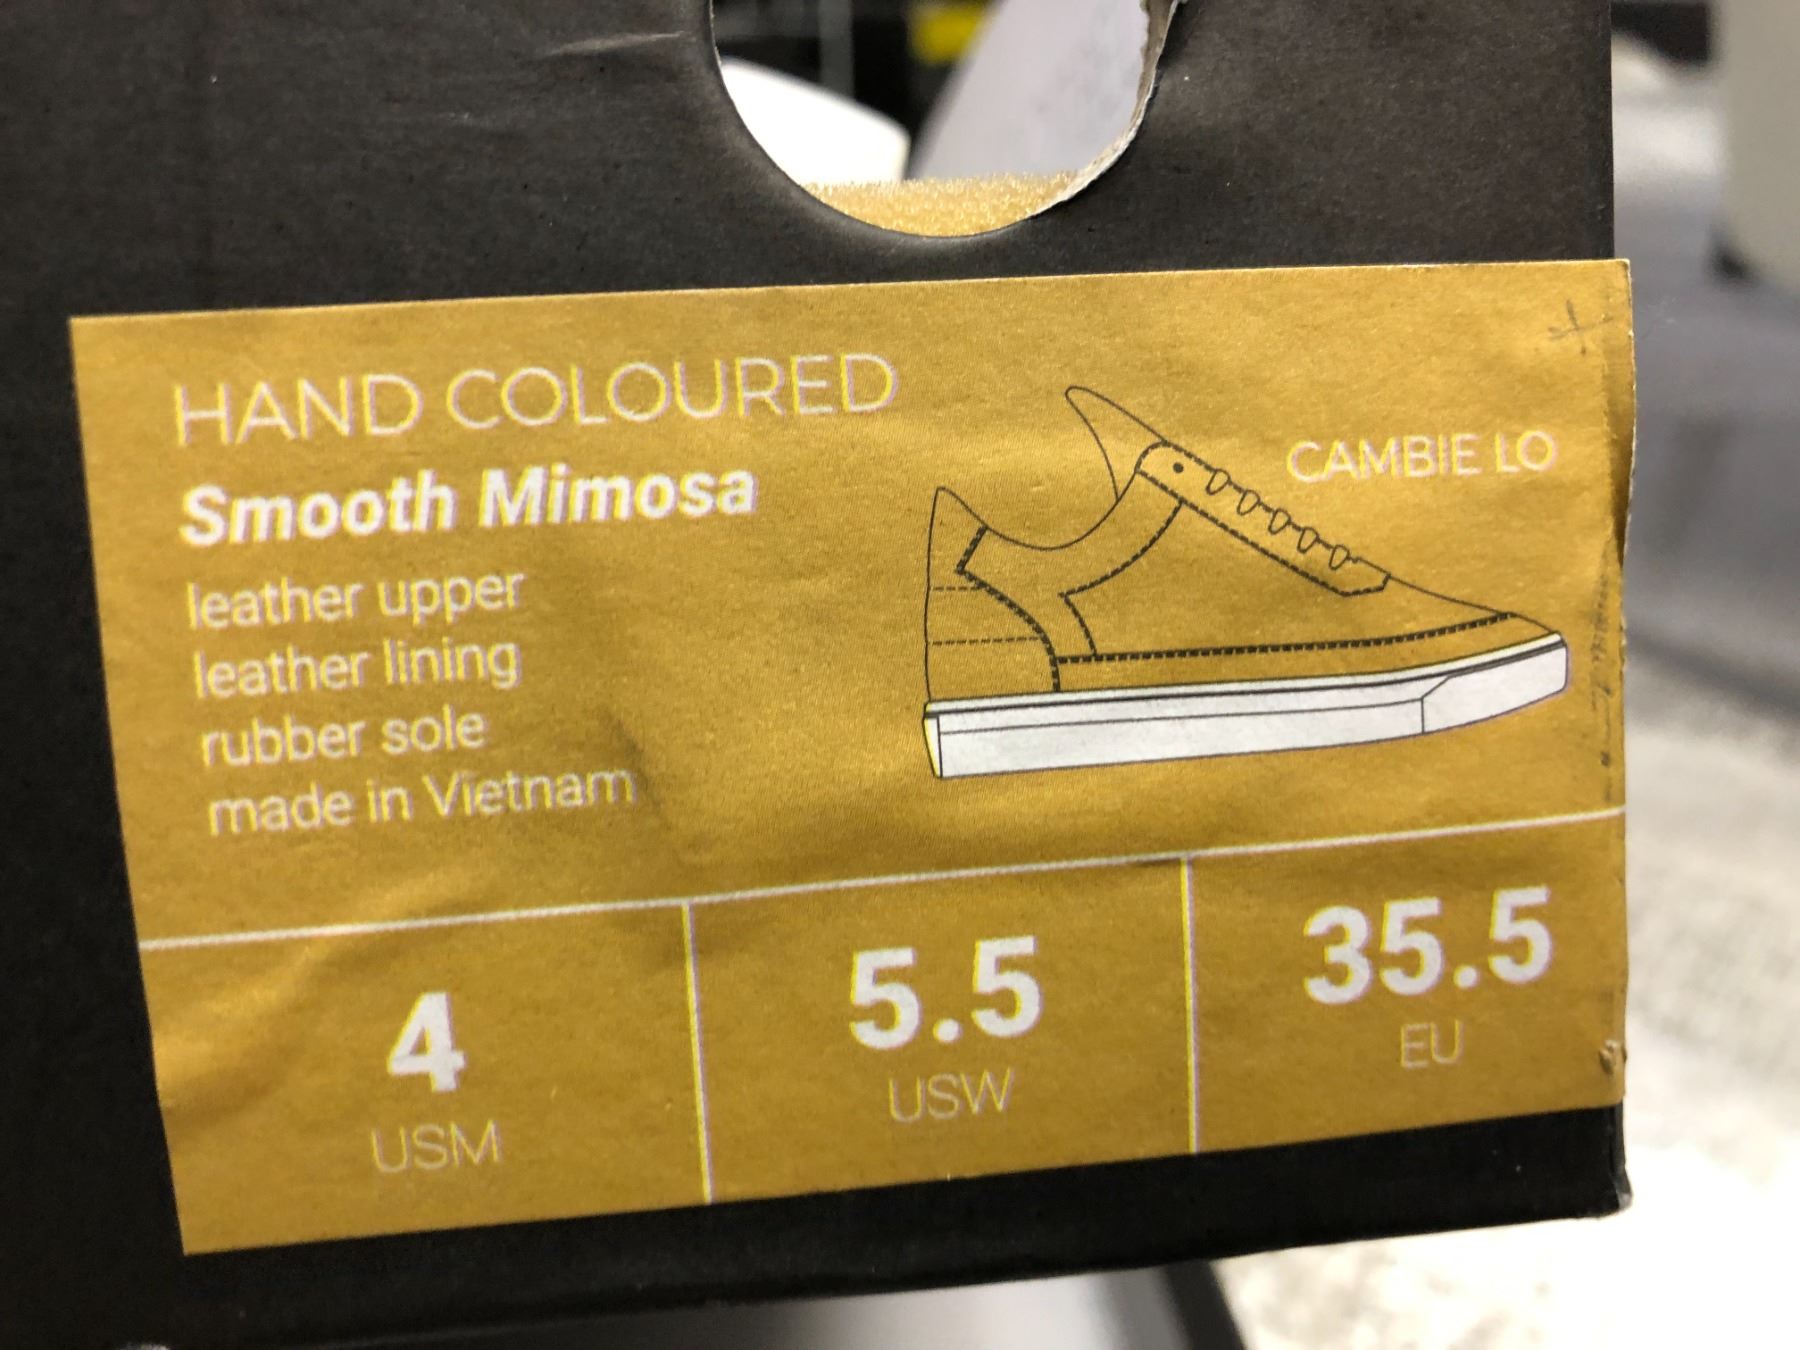 HAND COLOURED
Smooth Mimosa
CAMBIE LO
leather upper
leather lining
rubber sole
made in Vietnam
4
USM
5.5
USW
35.5
EU